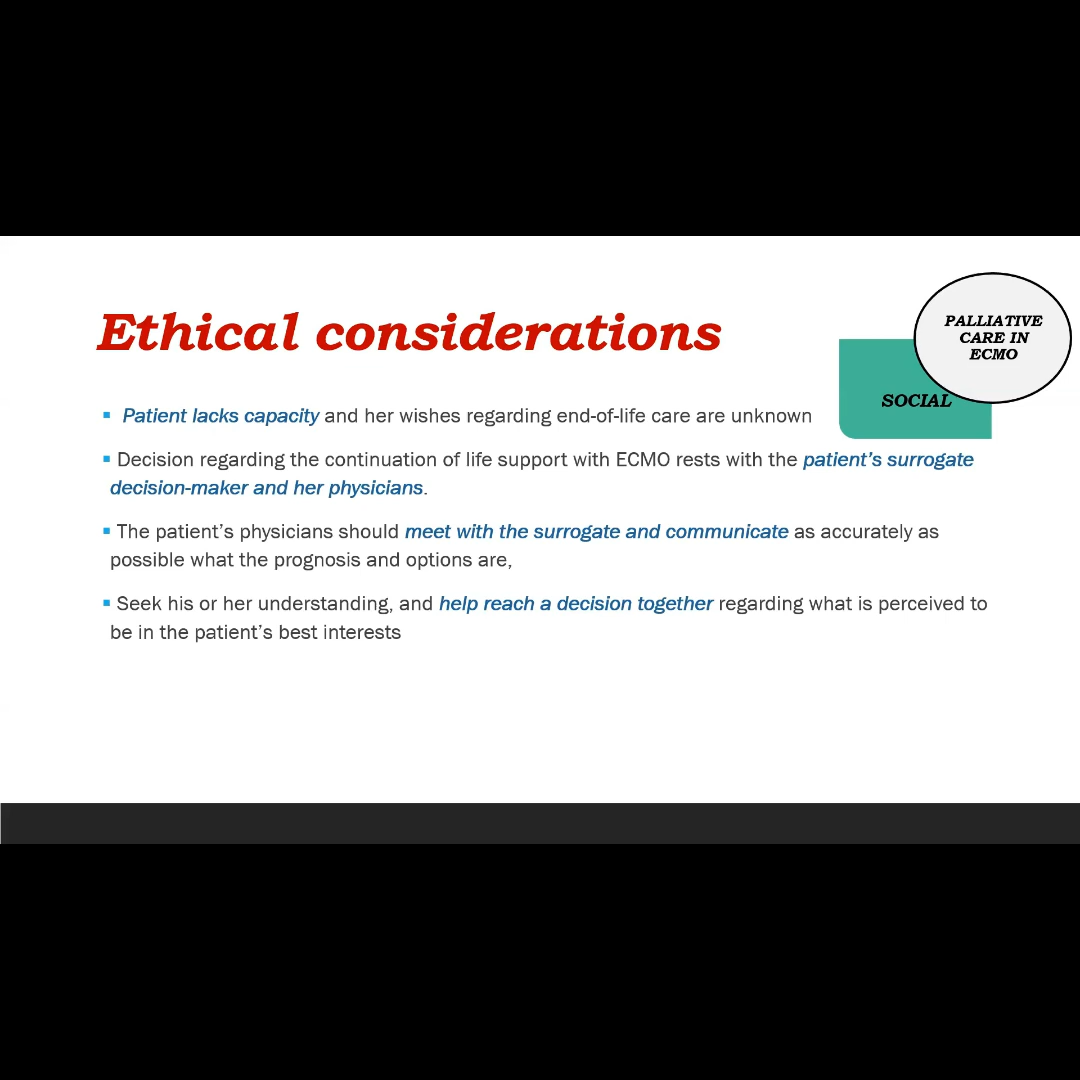 Ethical considerations
PALLIATIVE
CARE IN
ECMO
SOCIAL
▪ Patient lacks capacity and her wishes regarding end-of-life care are unknown
▪ Decision regarding the continuation of life support with ECMO rests with the patient’s surrogate
decision-maker and her physicians.
▪ The patient’s physicians should meet with the surrogate and communicate as accurately as
possible what the prognosis and options are,
▪ Seek his or her understanding, and help reach a decision together regarding what is perceived to
be in the patient’s best interests